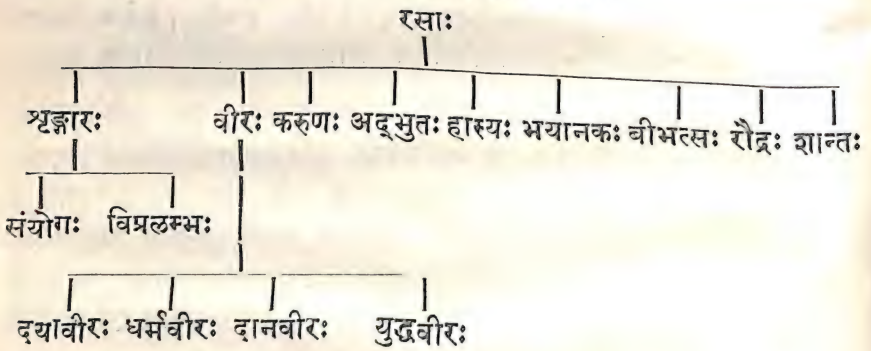 रसाः
शृङ्गारः वीरः करुणः अद्भुतः हास्यः भयानकः बीभत्सः रौद्रः शान्तः
संयोगः विप्रलम्भः
दयावीरः धर्मवीरः दानवीरः युद्धवीरः